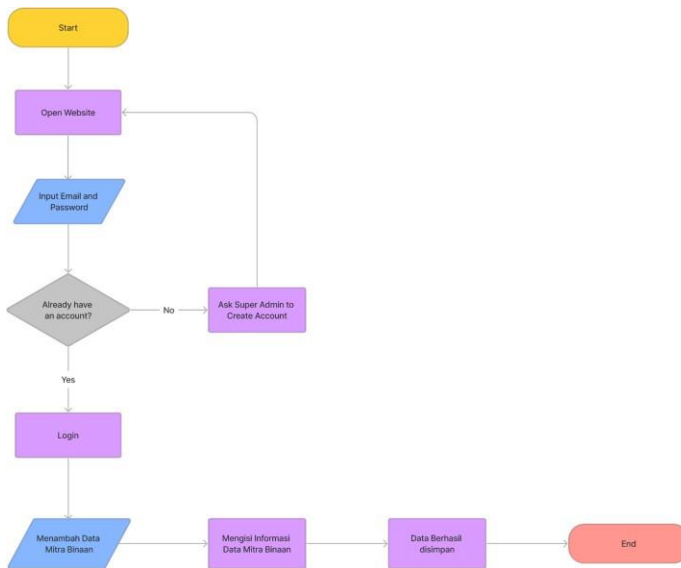 Start
Open Website
Input Email and
Password
Already have
an account?
No
Ask Super Admin to
Create Account
Yes
Login
Menambah Data
Mitra Binaan
Mengisi Informasi
Data Mitra Binaan
Data Berhasil
disimpan
End